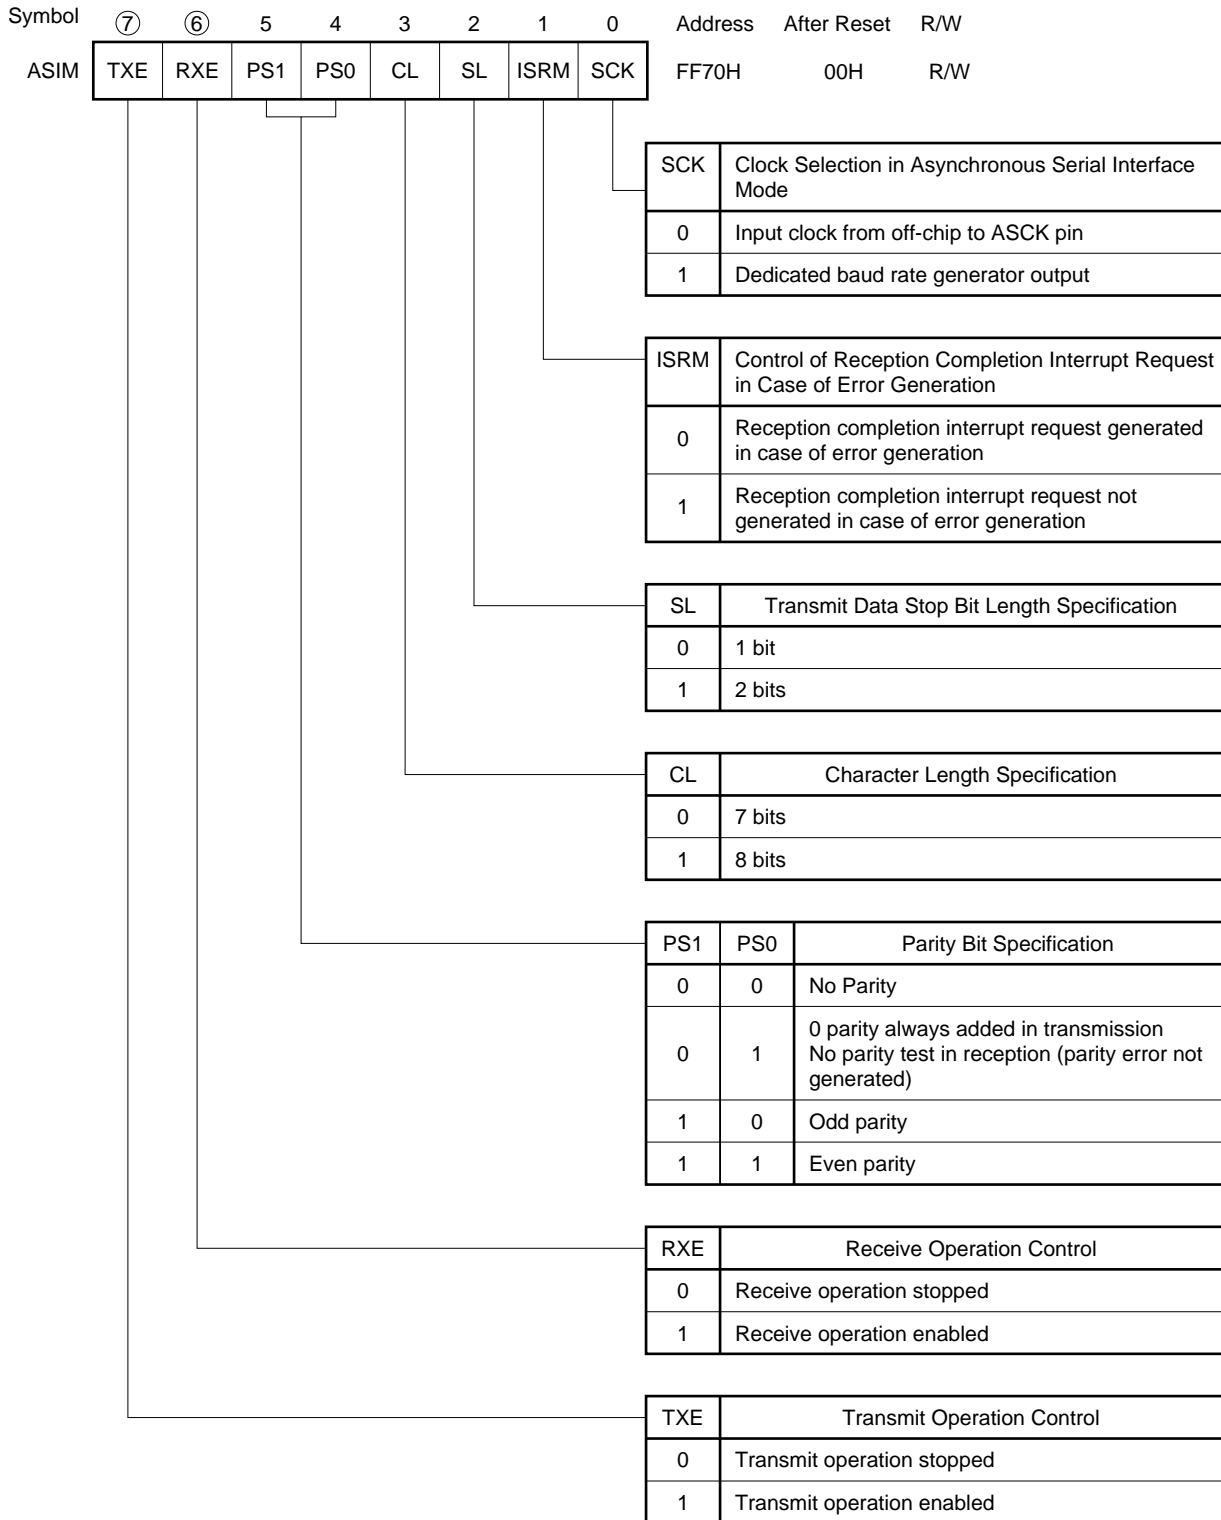 Symbol ⑦ ⑥ 5 4 3 2 1 0 Address After Reset R/W
ASIM TXE RXE PS1 PS0 CL SL ISRM SCK FF70H 00H R/W
SCK Clock Selection in Asynchronous Serial Interface
Mode
0 Input clock from off-chip to ASCK pin
1 Dedicated baud rate generator output
ISRM Control of Reception Completion Interrupt Request
in Case of Error Generation
0 Reception completion interrupt request generated
in case of error generation
1 Reception completion interrupt request not
generated in case of error generation
SL Transmit Data Stop Bit Length Specification
0 1 bit
1 2 bits
CL Character Length Specification
0 7 bits
1 8 bits
PS1 PS0 Parity Bit Specification
0 0 No Parity
0 1 0 parity always added in transmission
No parity test in reception (parity error not
generated)
1 0 Odd parity
1 1 Even parity
RXE Receive Operation Control
0 Receive operation stopped
1 Receive operation enabled
TXE Transmit Operation Control
0 Transmit operation stopped
1 Transmit operation enabled